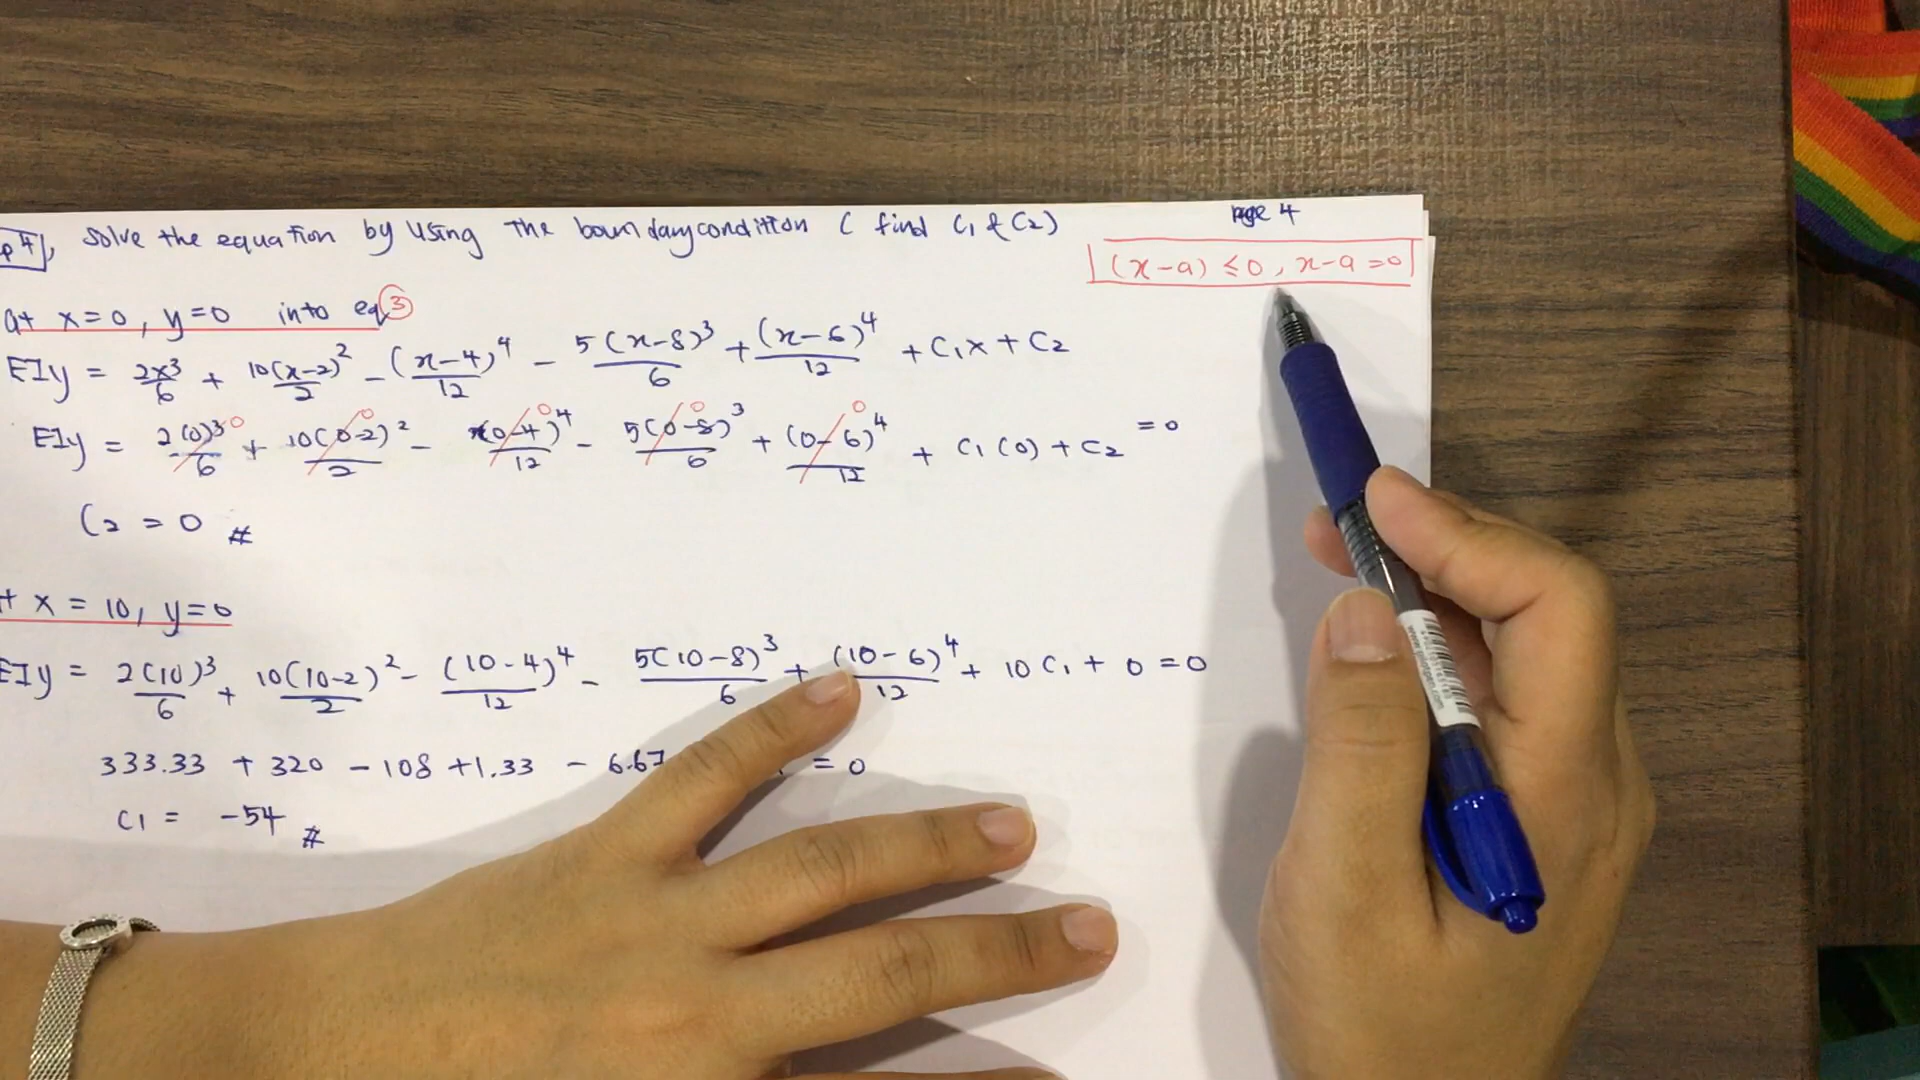 page 4
solve the equation by using the boundary condition ( find C1 & C2)
(x-a) ≤ 0, x-a = 0
at x=0, y=0 into eq 3
EIy = 2x³/6 + 10(x-2)²/2 - (x-4)⁴/12 - 5(x-8)³/6 + (x-6)⁴/12 + C1x + C2
EIy = 2(0)³/6 0 + 10(0-2)²/2 0 - (0-4)⁴/12 0 - 5(0-8)³/6 0 + (0-6)⁴/12 0 + C1(0) + C2 = 0
C2 = 0 #
x = 10, y=0
EIy = 2(10)³/6 + 10(10-2)²/2 - (10-4)⁴/12 - 5(10-8)³/6 + (10-6)⁴/12 + 10C1 + 0 = 0
333.33 + 320 - 108 + 1.33 - 6.67 = 0
C1 = -54 #